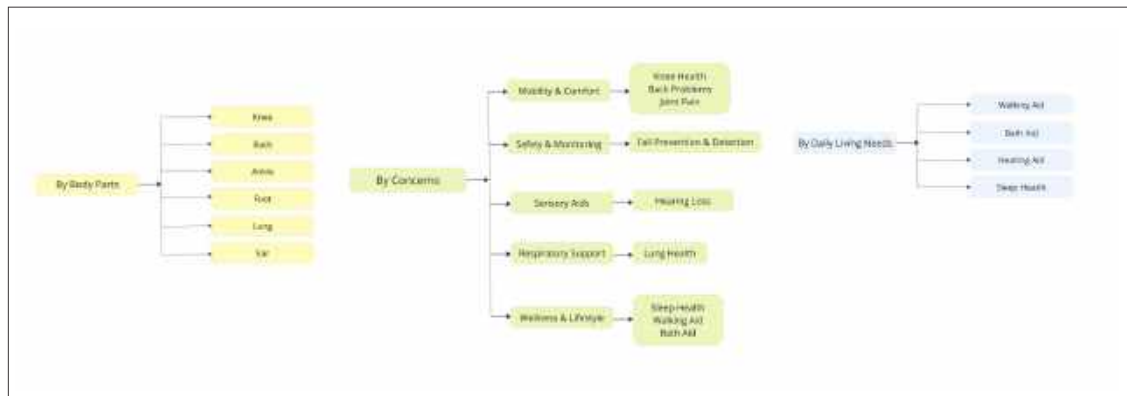 By Body Parts
Knee
Back
Foot
Lung
Ear
By Concerns
Mobility & Comfort
Knee Health
Back Problems
Joint Pain
Safety & Monitoring
Fall Prevention & Detection
Sensory Aids
Hearing Loss
Respiratory Support
Lung Health
Wellness & Lifestyle
Sleep Health
Walking Aid
Bath Aid
By Daily Living Needs
Walking Aid
Bath Aid
Hearing Aid
Sleep Health